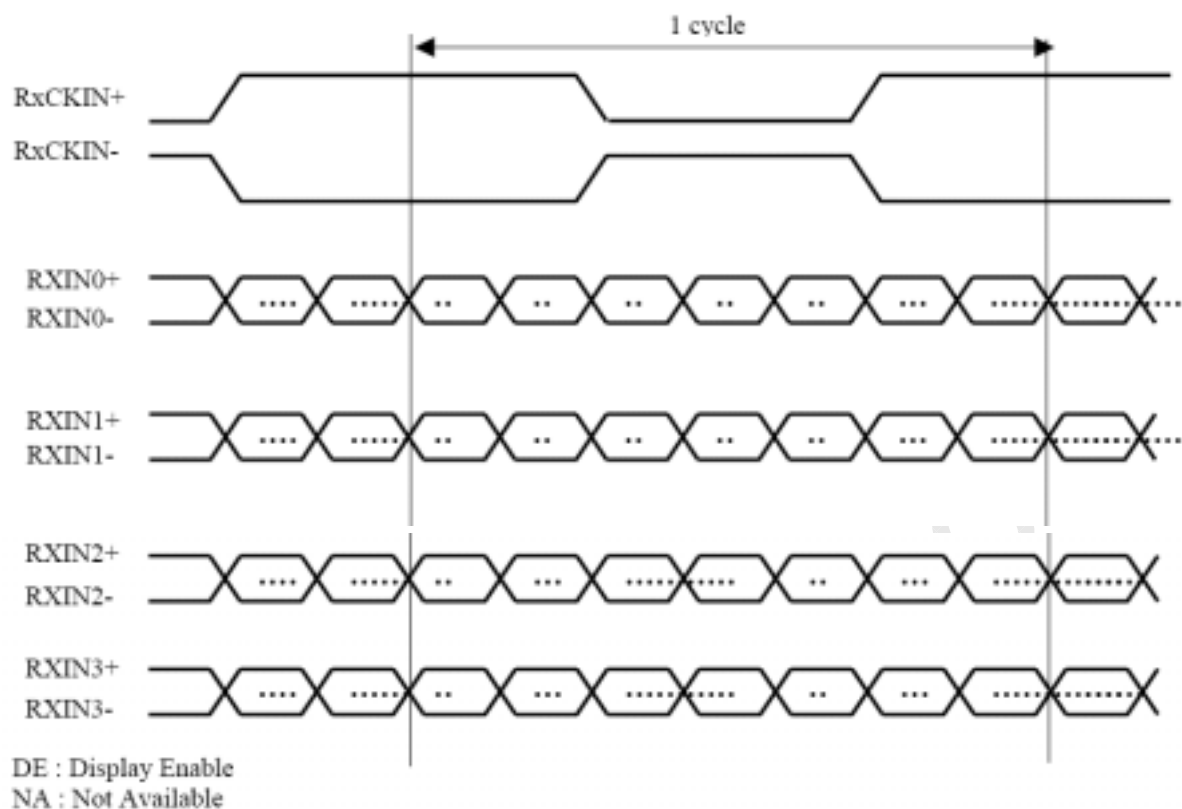 1 cycle
RxCKIN+
RxCKIN-
RXIN0+
RXIN0-
RXIN1+
RXIN1-
RXIN2+
RXIN2-
RXIN3+
RXIN3-
DE : Display Enable
NA : Not Available